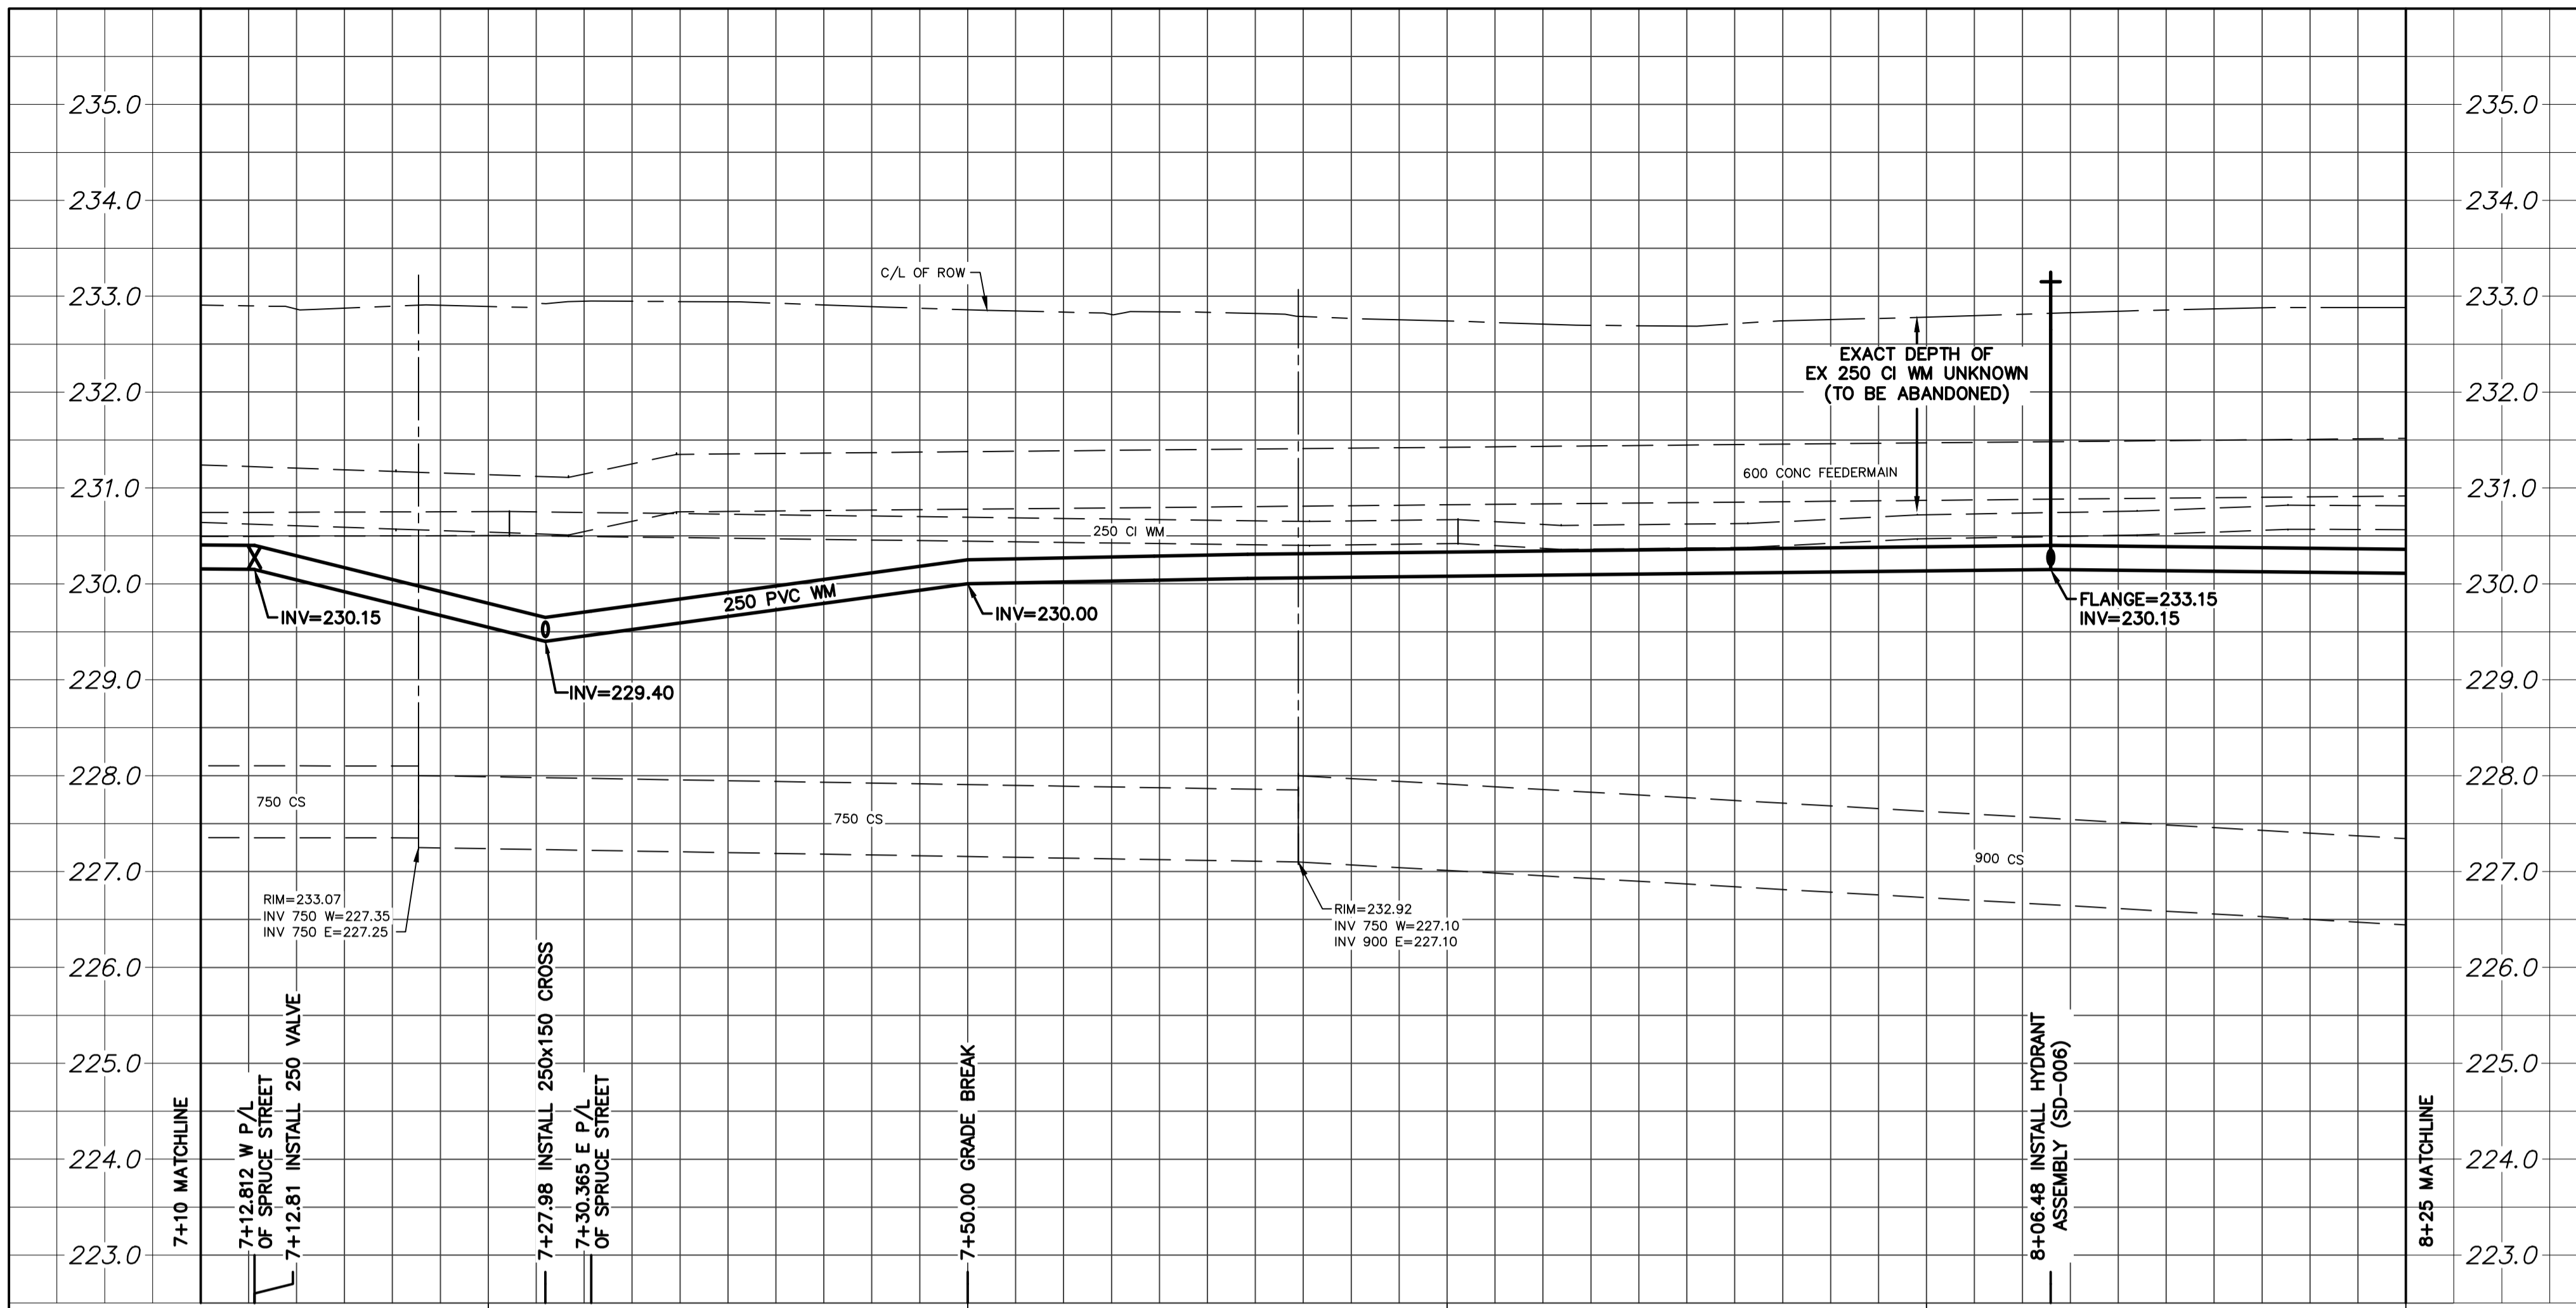 235.0
235.0
234.0
234.0
C/L OF ROW
233.0
233.0
EXACT DEPTH OF
EX 250 CI WM UNKNOWN
(TO BE ABANDONED)
232.0
232.0
600 CONC FEEDERMAIN
231.0
231.0
250 CI WM
230.0
230.0
250 PVC WM
INV=230.15
INV=230.00
FLANGE=233.15
INV=230.15
INV=229.40
229.0
229.0
228.0
228.0
750 CS
750 CS
227.0
227.0
900 CS
RIM=233.07
INV 750 W=227.35
INV 750 E=227.25
RIM=232.92
INV 750 W=227.10
INV 900 E=227.10
226.0
226.0
225.0
225.0
224.0
224.0
223.0
223.0
7+10 MATCHLINE
7+12.812 W P/L
OF SPRUCE STREET
7+12.81 INSTALL 250 VALVE
7+27.98 INSTALL 250x150 CROSS
7+30.365 E P/L
OF SPRUCE STREET
7+50.00 GRADE BREAK
8+06.48 INSTALL HYDRANT
ASSEMBLY (SD-006)
8+25 MATCHLINE